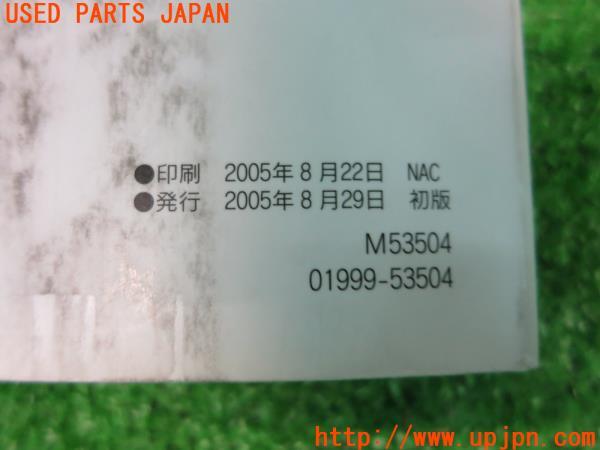 USED PARTS JAPAN
●印刷 2005年8月22日 NAC
●発行 2005年8月29日 初版
M53504
01999-53504
http://www.upjpn.com